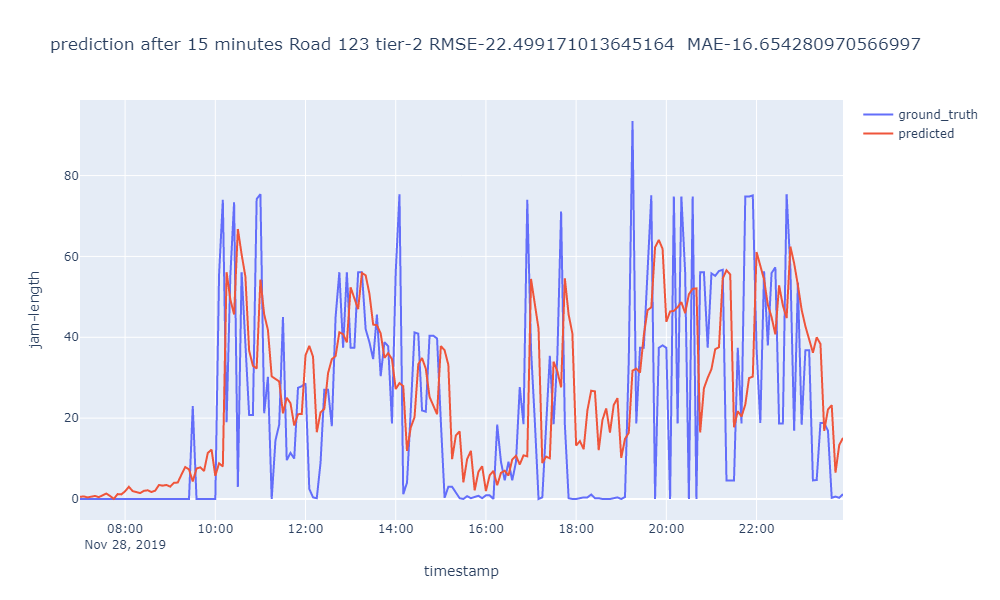 prediction after 15 minutes Road 123 tier-2 RMSE-22.499171013645164  MAE-16.654280970566997
ground_truth
predicted
jam-length
80
60
40
20
0
08:00 10:00 12:00 14:00 16:00 18:00 20:00 22:00
Nov 28, 2019
timestamp